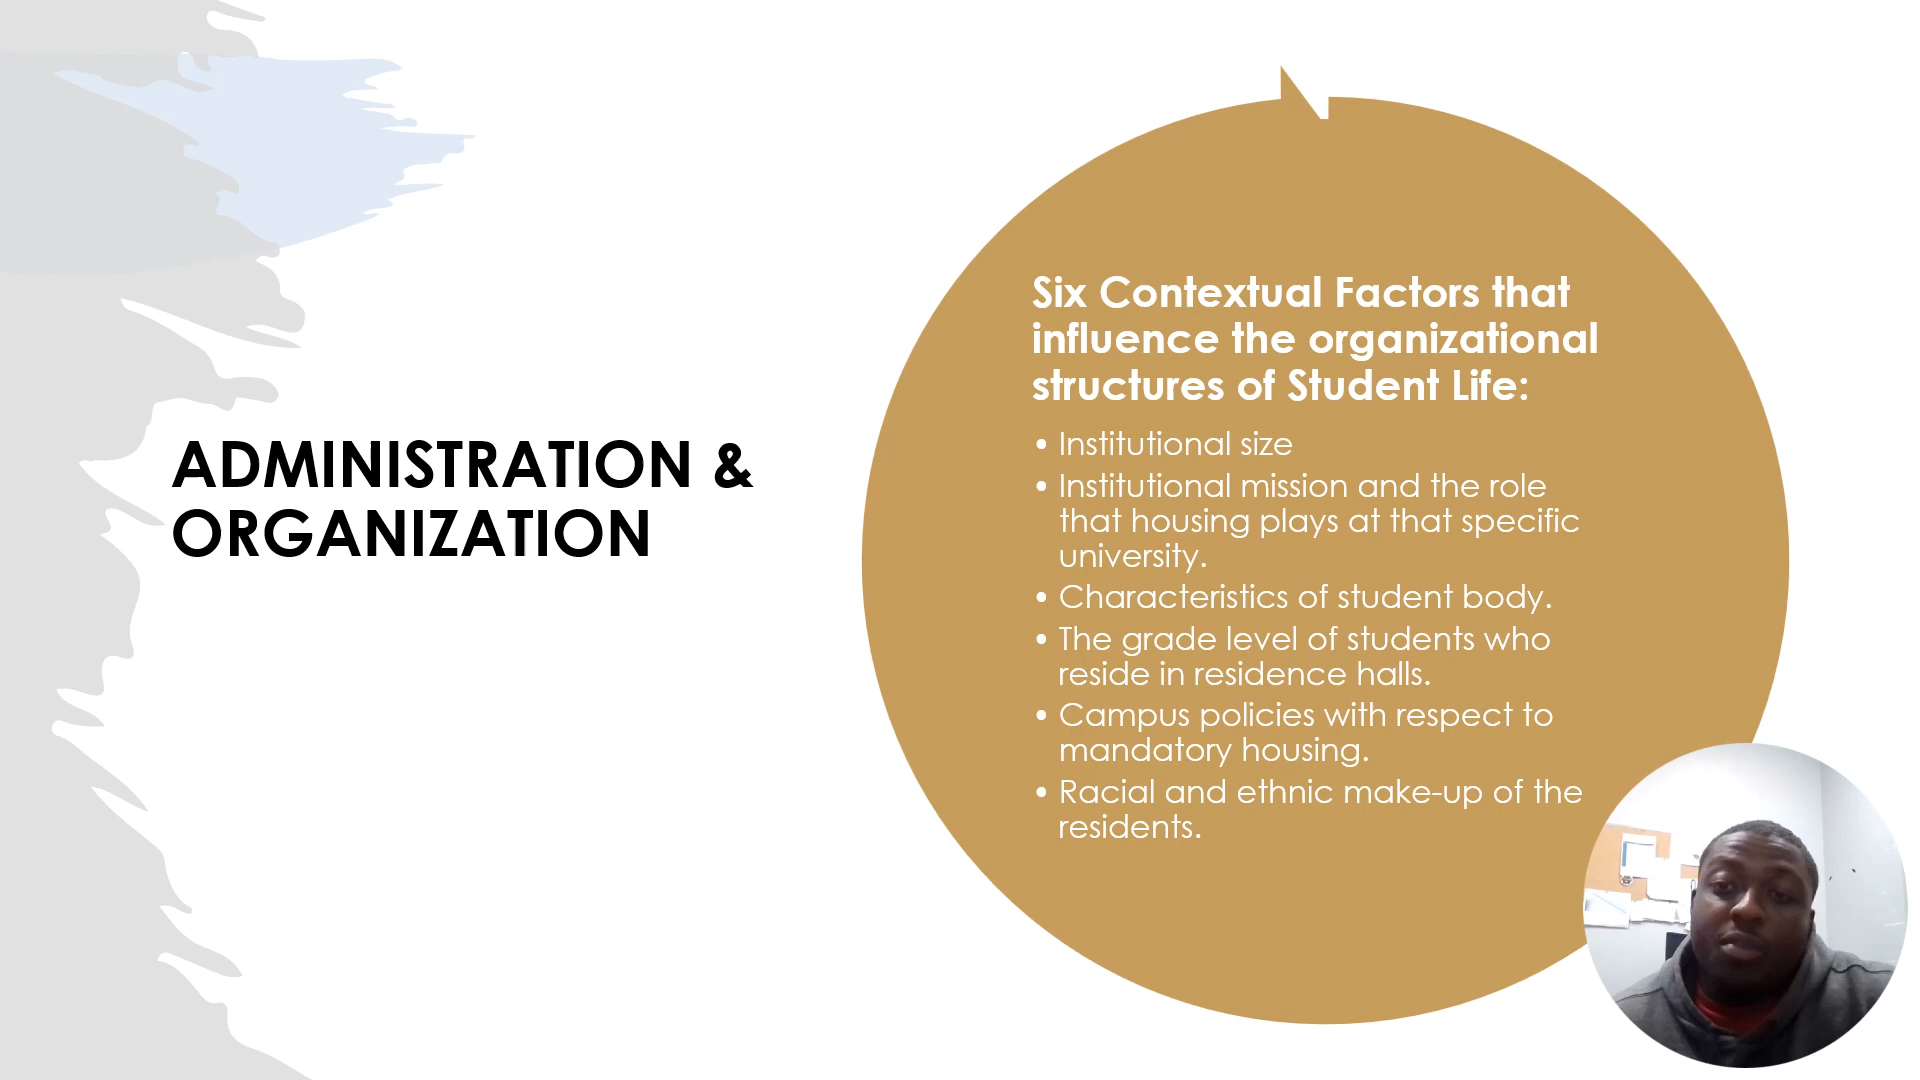 ADMINISTRATION &
ORGANIZATION
Six Contextual Factors that
influence the organizational
structures of Student Life:
• Institutional size
• Institutional mission and the role
that housing plays at that specific
university.
• Characteristics of student body.
• The grade level of students who
reside in residence halls.
• Campus policies with respect to
mandatory housing.
• Racial and ethnic make-up of the
residents.